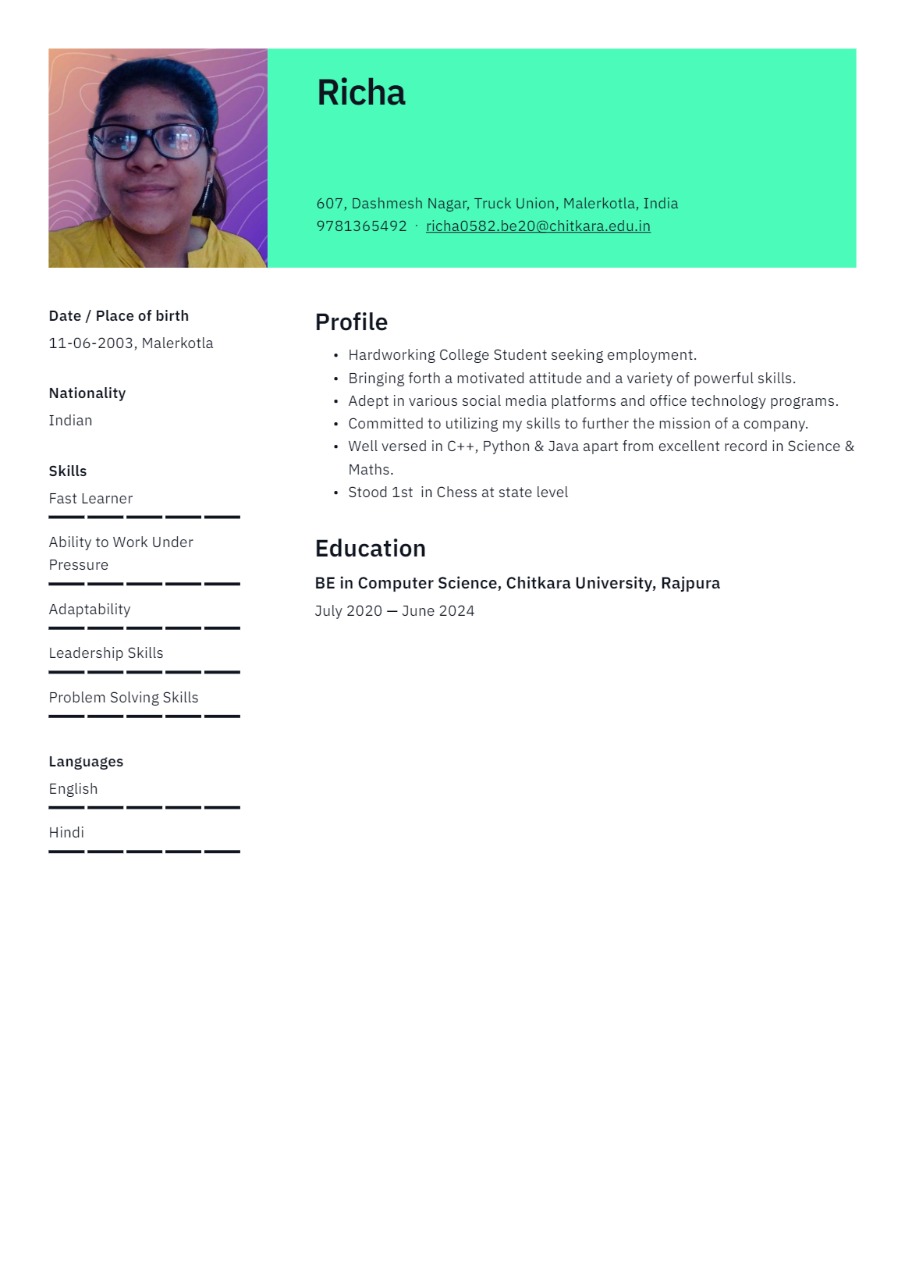 Richa
607, Dashmesh Nagar, Truck Union, Malerkotla, India
9781365492 · richa0582.be20@chitkara.edu.in
Date / Place of birth
11-06-2003, Malerkotla
Nationality
Indian
Skills
Fast Learner
Ability to Work Under
Pressure
Adaptability
Leadership Skills
Problem Solving Skills
Languages
English
Hindi
Profile
• Hardworking College Student seeking employment.
• Bringing forth a motivated attitude and a variety of powerful skills.
• Adept in various social media platforms and office technology programs.
• Committed to utilizing my skills to further the mission of a company.
• Well versed in C++, Python & Java apart from excellent record in Science &
Maths.
• Stood 1st  in Chess at state level
Education
BE in Computer Science, Chitkara University, Rajpura
July 2020 — June 2024